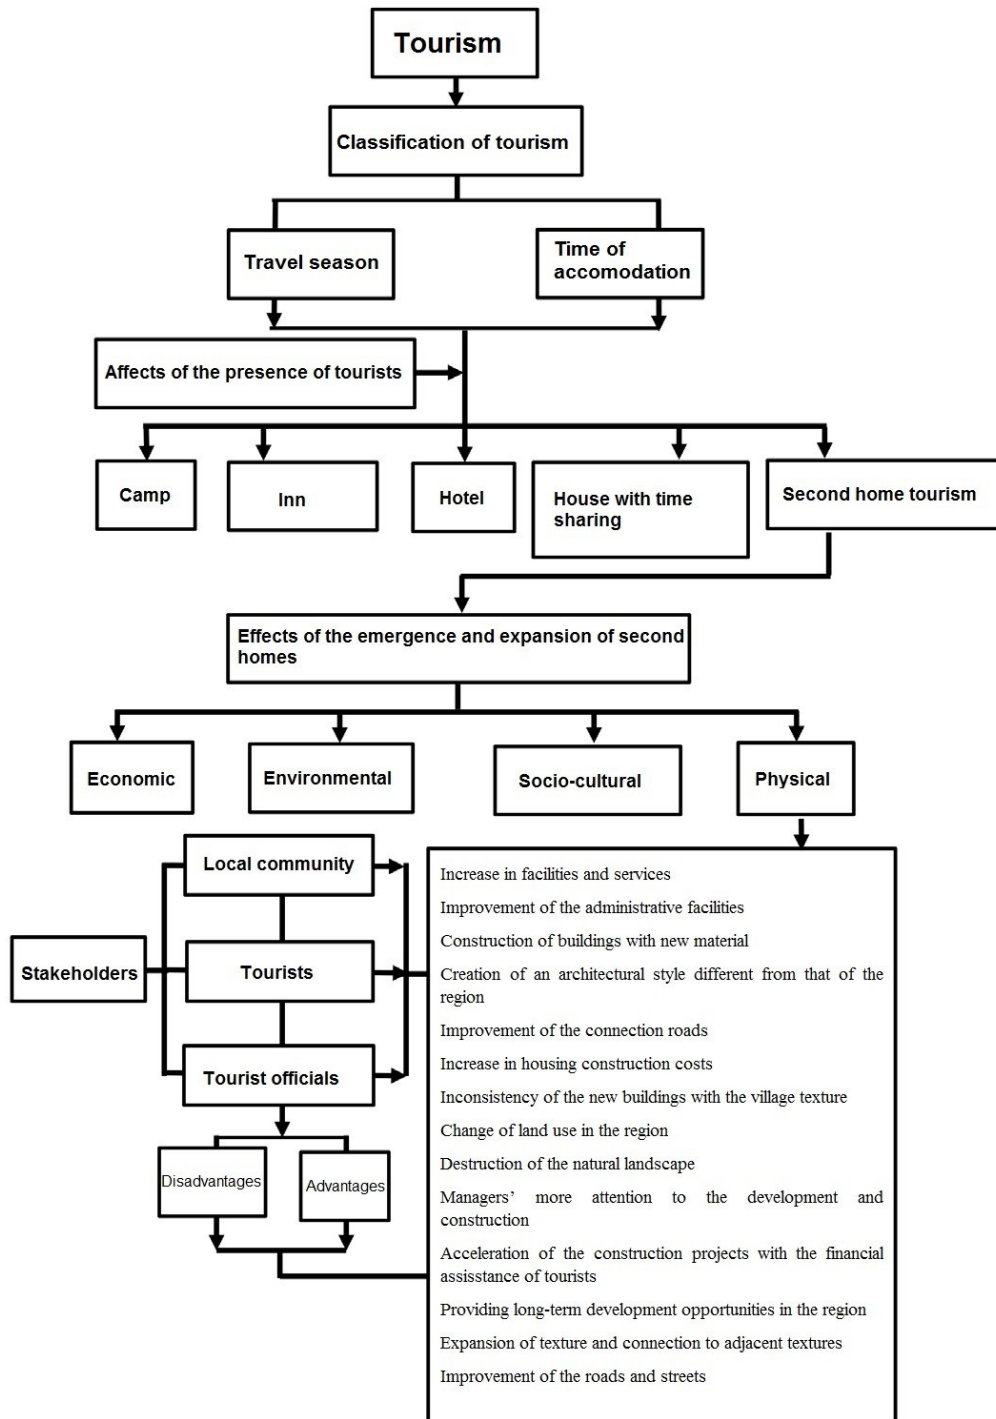 Tourism
Classification of tourism
Travel season
Time of
accomodation
Affects of the presence of tourists
Camp
Inn
Hotel
House with time
sharing
Second home tourism
Effects of the emergence and expansion of second
homes
Economic
Environmental
Socio-cultural
Physical
Stakeholders
Local community
Tourists
Tourist officials
Disadvantages
Advantages
Increase in facilities and services
Improvement of the administrative facilities
Construction of buildings with new material
Creation of an architectural style different from that of the
region
Improvement of the connection roads
Increase in housing construction costs
Inconsistency of the new buildings with the village texture
Change of land use in the region
Destruction of the natural landscape
Managers’ more attention to the development and
construction
Acceleration of the construction projects with the financial
assisstance of tourists
Providing long-term development opportunities in the region
Expansion of texture and connection to adjacent textures
Improvement of the roads and streets